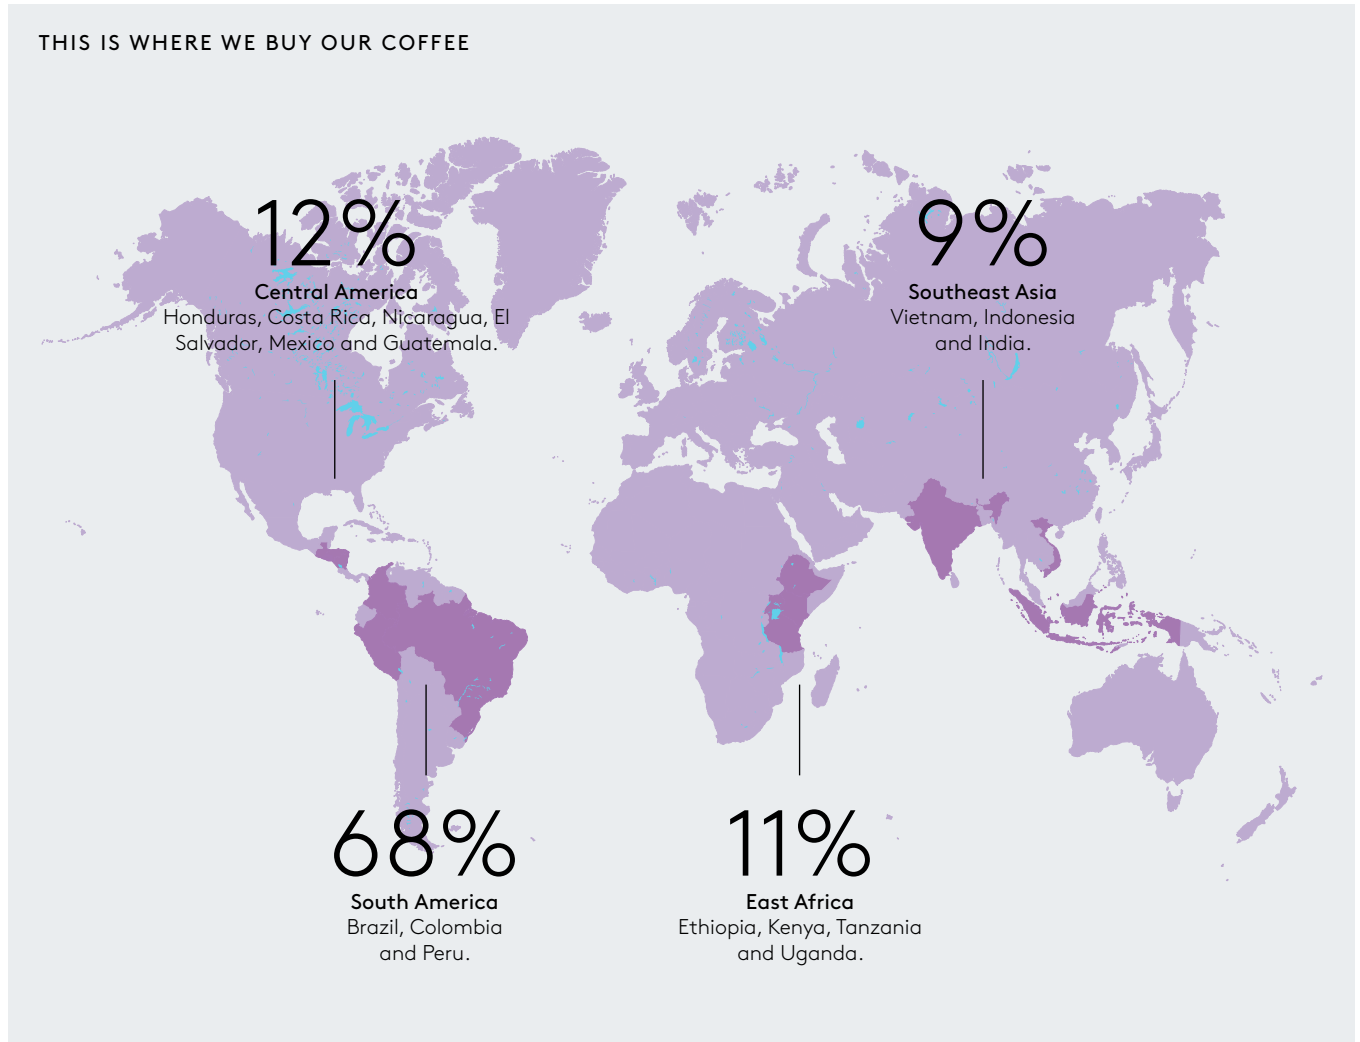 THIS IS WHERE WE BUY OUR COFFEE
12%
Central America
Honduras, Costa Rica, Nicaragua, El
Salvador, Mexico and Guatemala.
9%
Southeast Asia
Vietnam, Indonesia
and India.
68%
South America
Brazil, Colombia
and Peru.
11%
East Africa
Ethiopia, Kenya, Tanzania
and Uganda.